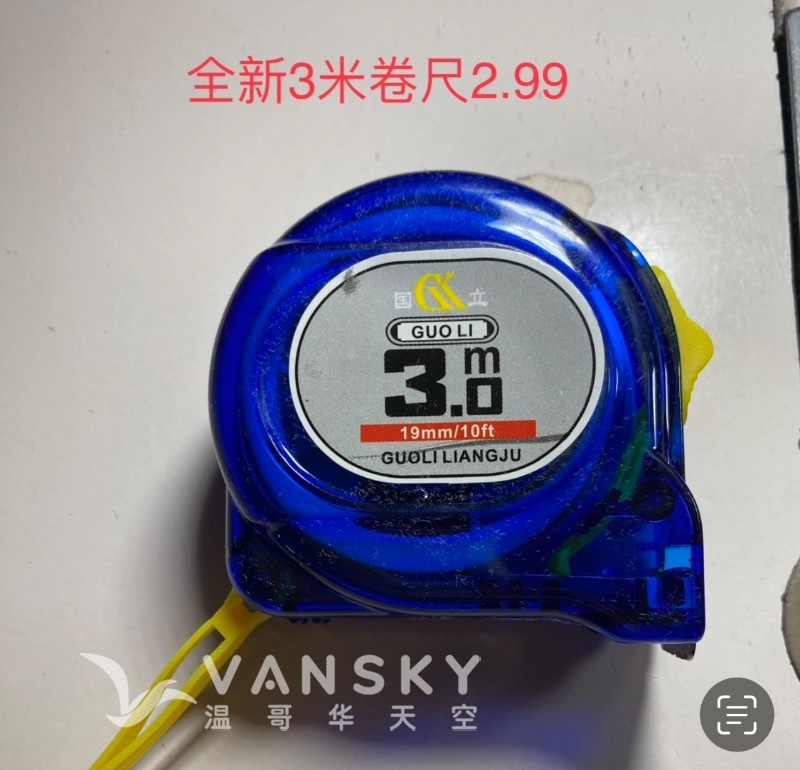 全新3米卷尺2.99
国 GK 立
GUO LI
3.0m
19mm/10ft
GUOLI LIANGJU
VANSKY
温哥华天空